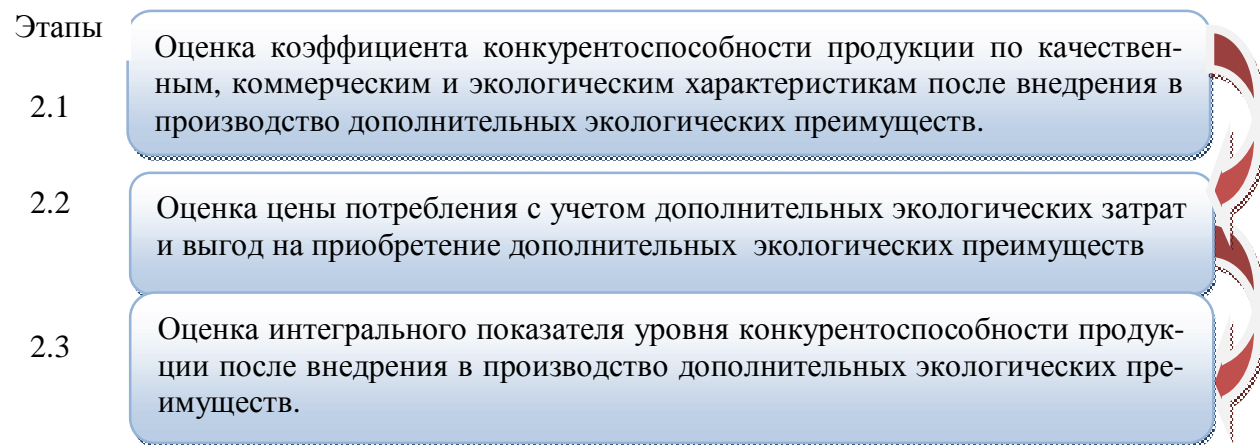 Этапы
Оценка коэффициента конкурентоспособности продукции по качествен-
ным, коммерческим и экологическим характеристикам после внедрения в
2.1
производство дополнительных экологических преимуществ.
2.2
Оценка цены потребления с учетом дополнительных экологических затрат
и выгод на приобретение дополнительных экологических преимуществ
Оценка интегрального показателя уровня конкурентоспособности продук-
2.3
ции после внедрения в производство дополнительных экологических пре-
имуществ.